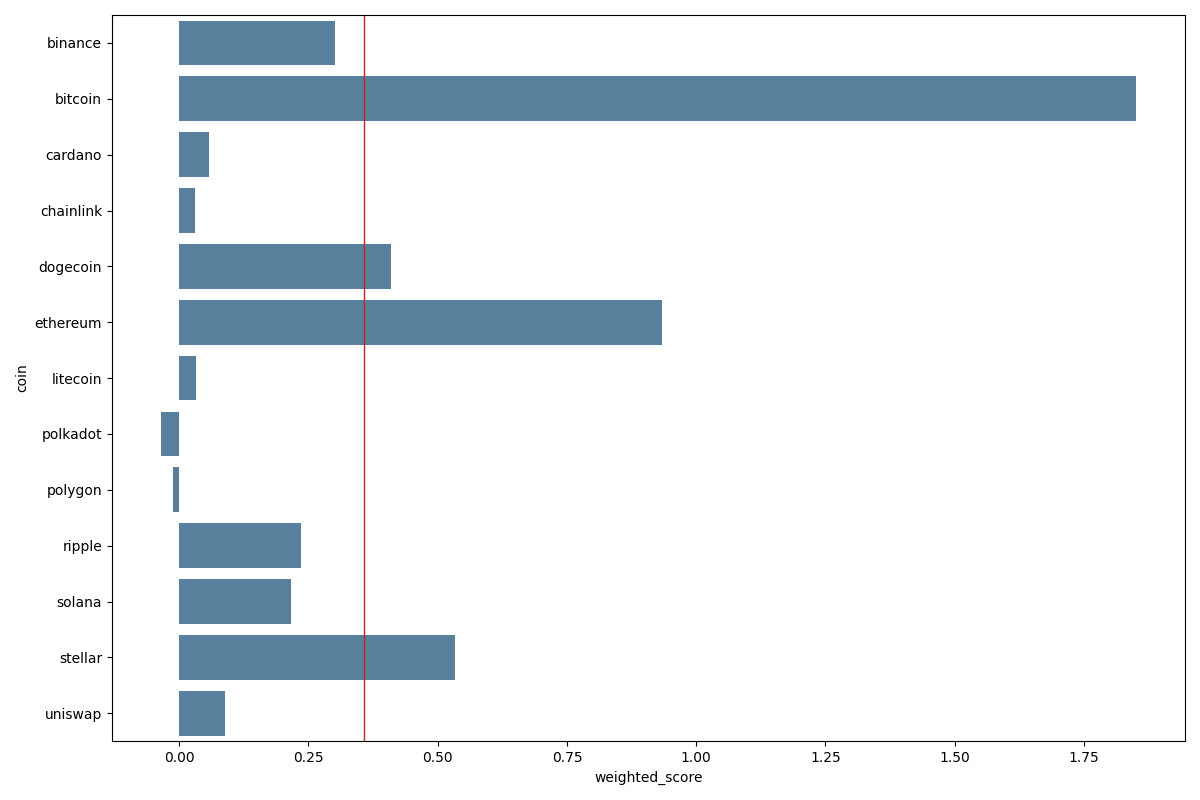 binance
bitcoin
cardano
chainlink
dogecoin
ethereum
litecoin
polkadot
polygon
ripple
solana
stellar
uniswap
coin
0.00 0.25 0.50 0.75 1.00 1.25 1.50 1.75
weighted_score